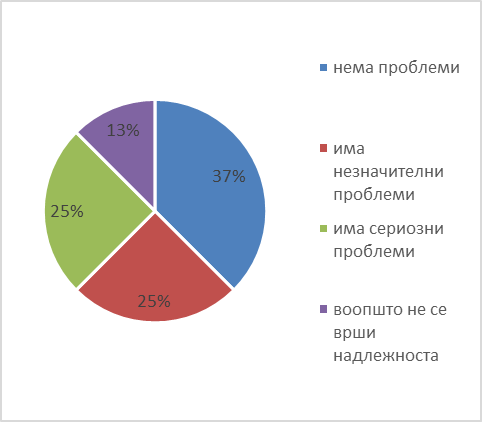 нема проблеми
13%
37%
има
незначителни
проблеми
25%
има сериозни
проблеми
25%
воопшто не се
врши
надлежноста